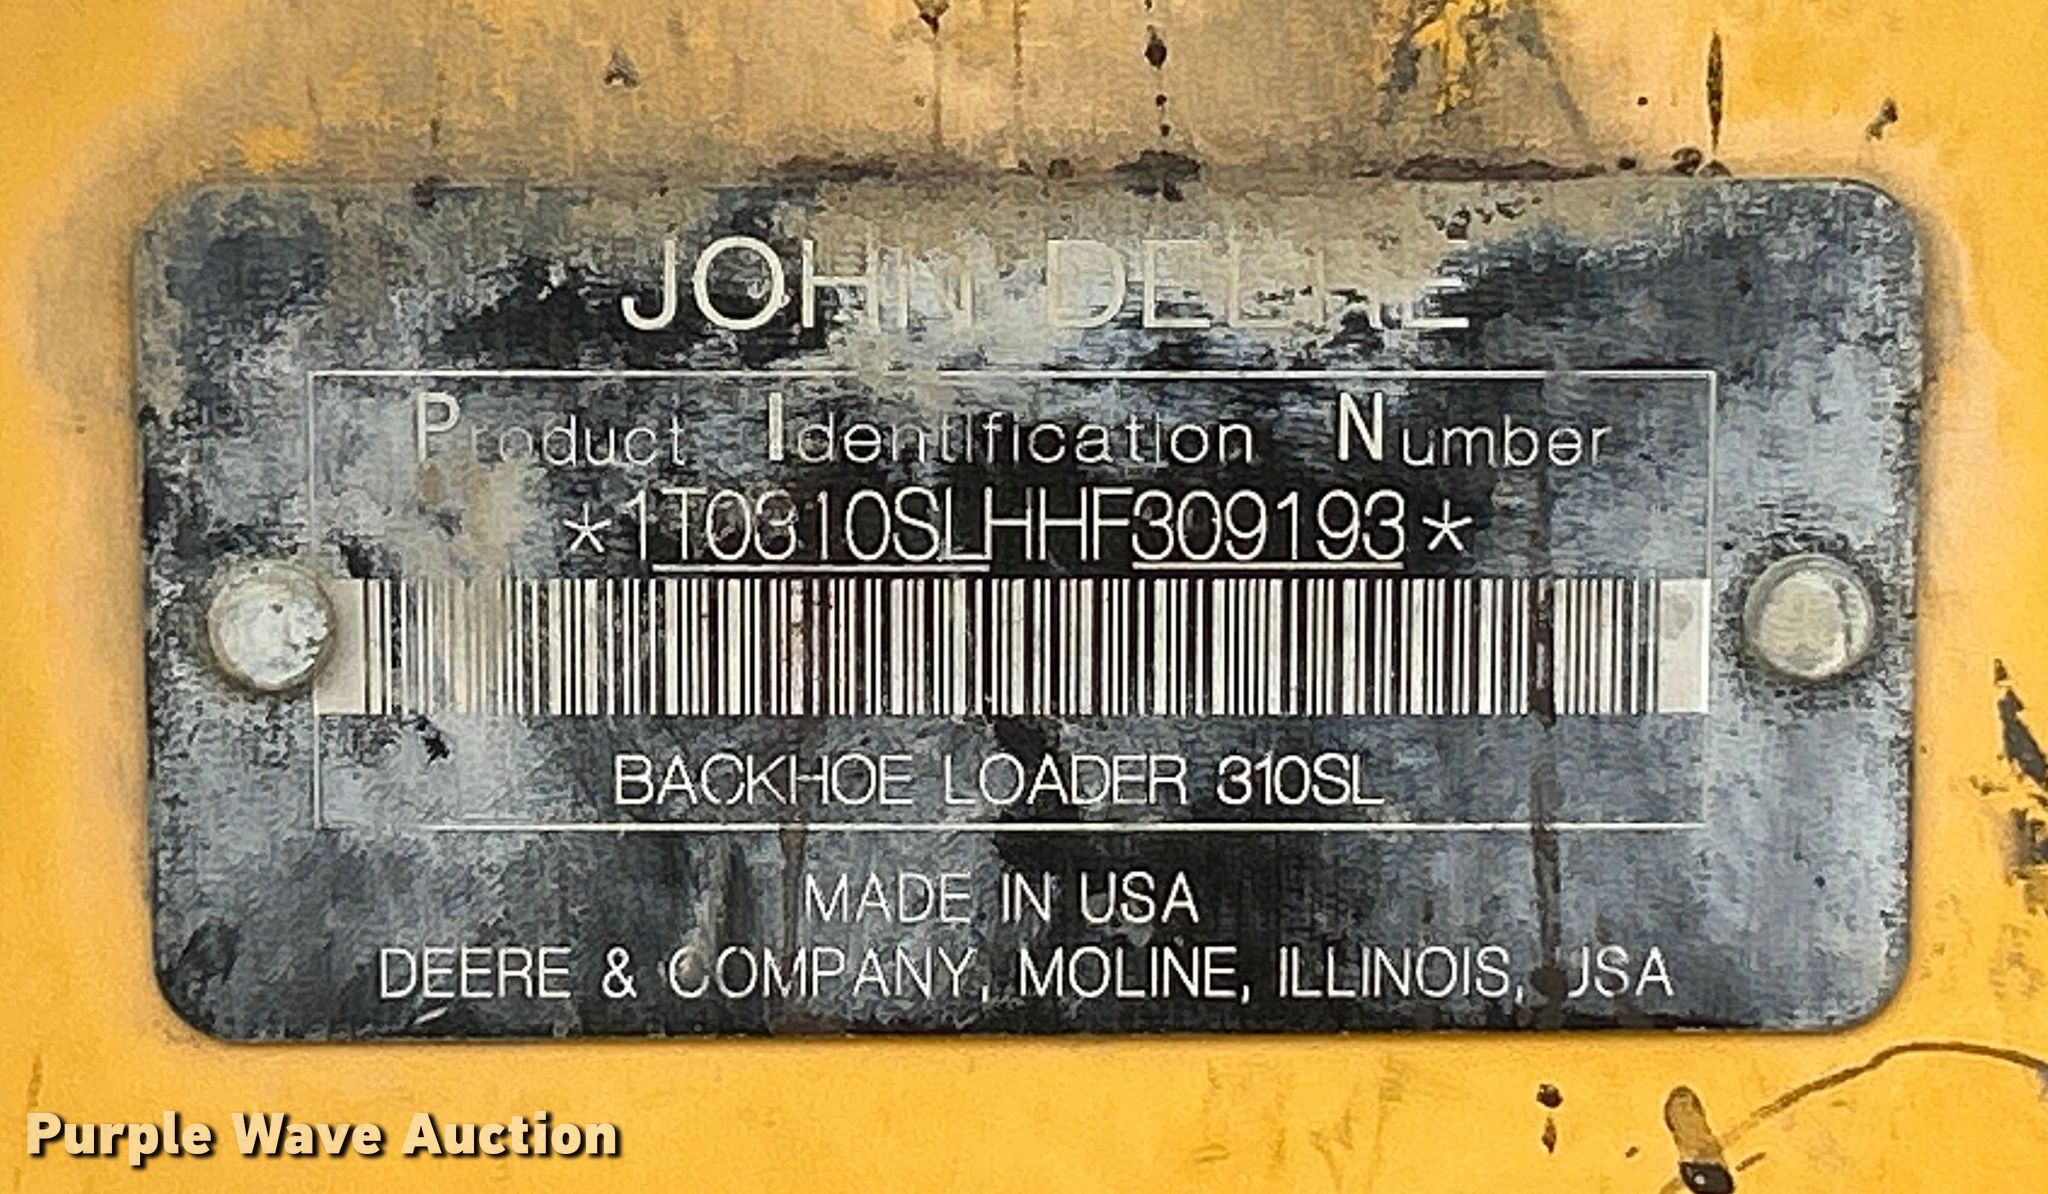 JOHN DEERE
Product Identification Number
*1T0310SLHHF309193*
BACKHOE LOADER 310SL
MADE IN USA
DEERE & COMPANY, MOLINE, ILLINOIS, USA
Purple Wave Auction